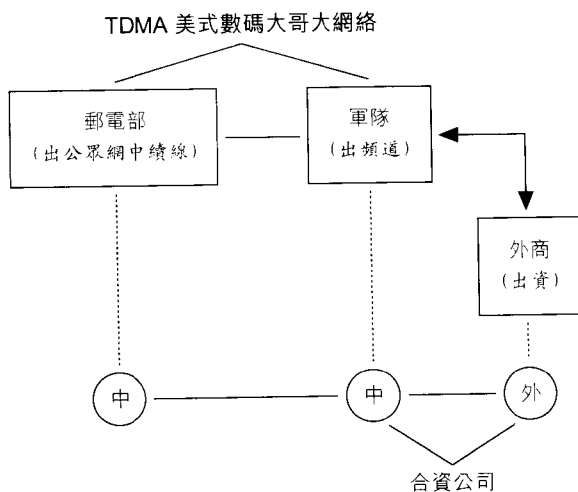 TDMA 美式數碼大哥大網絡
郵電部
(出公眾網中續線)
軍隊
(出頻道)
外商
(出資)
中
中
外
合資公司